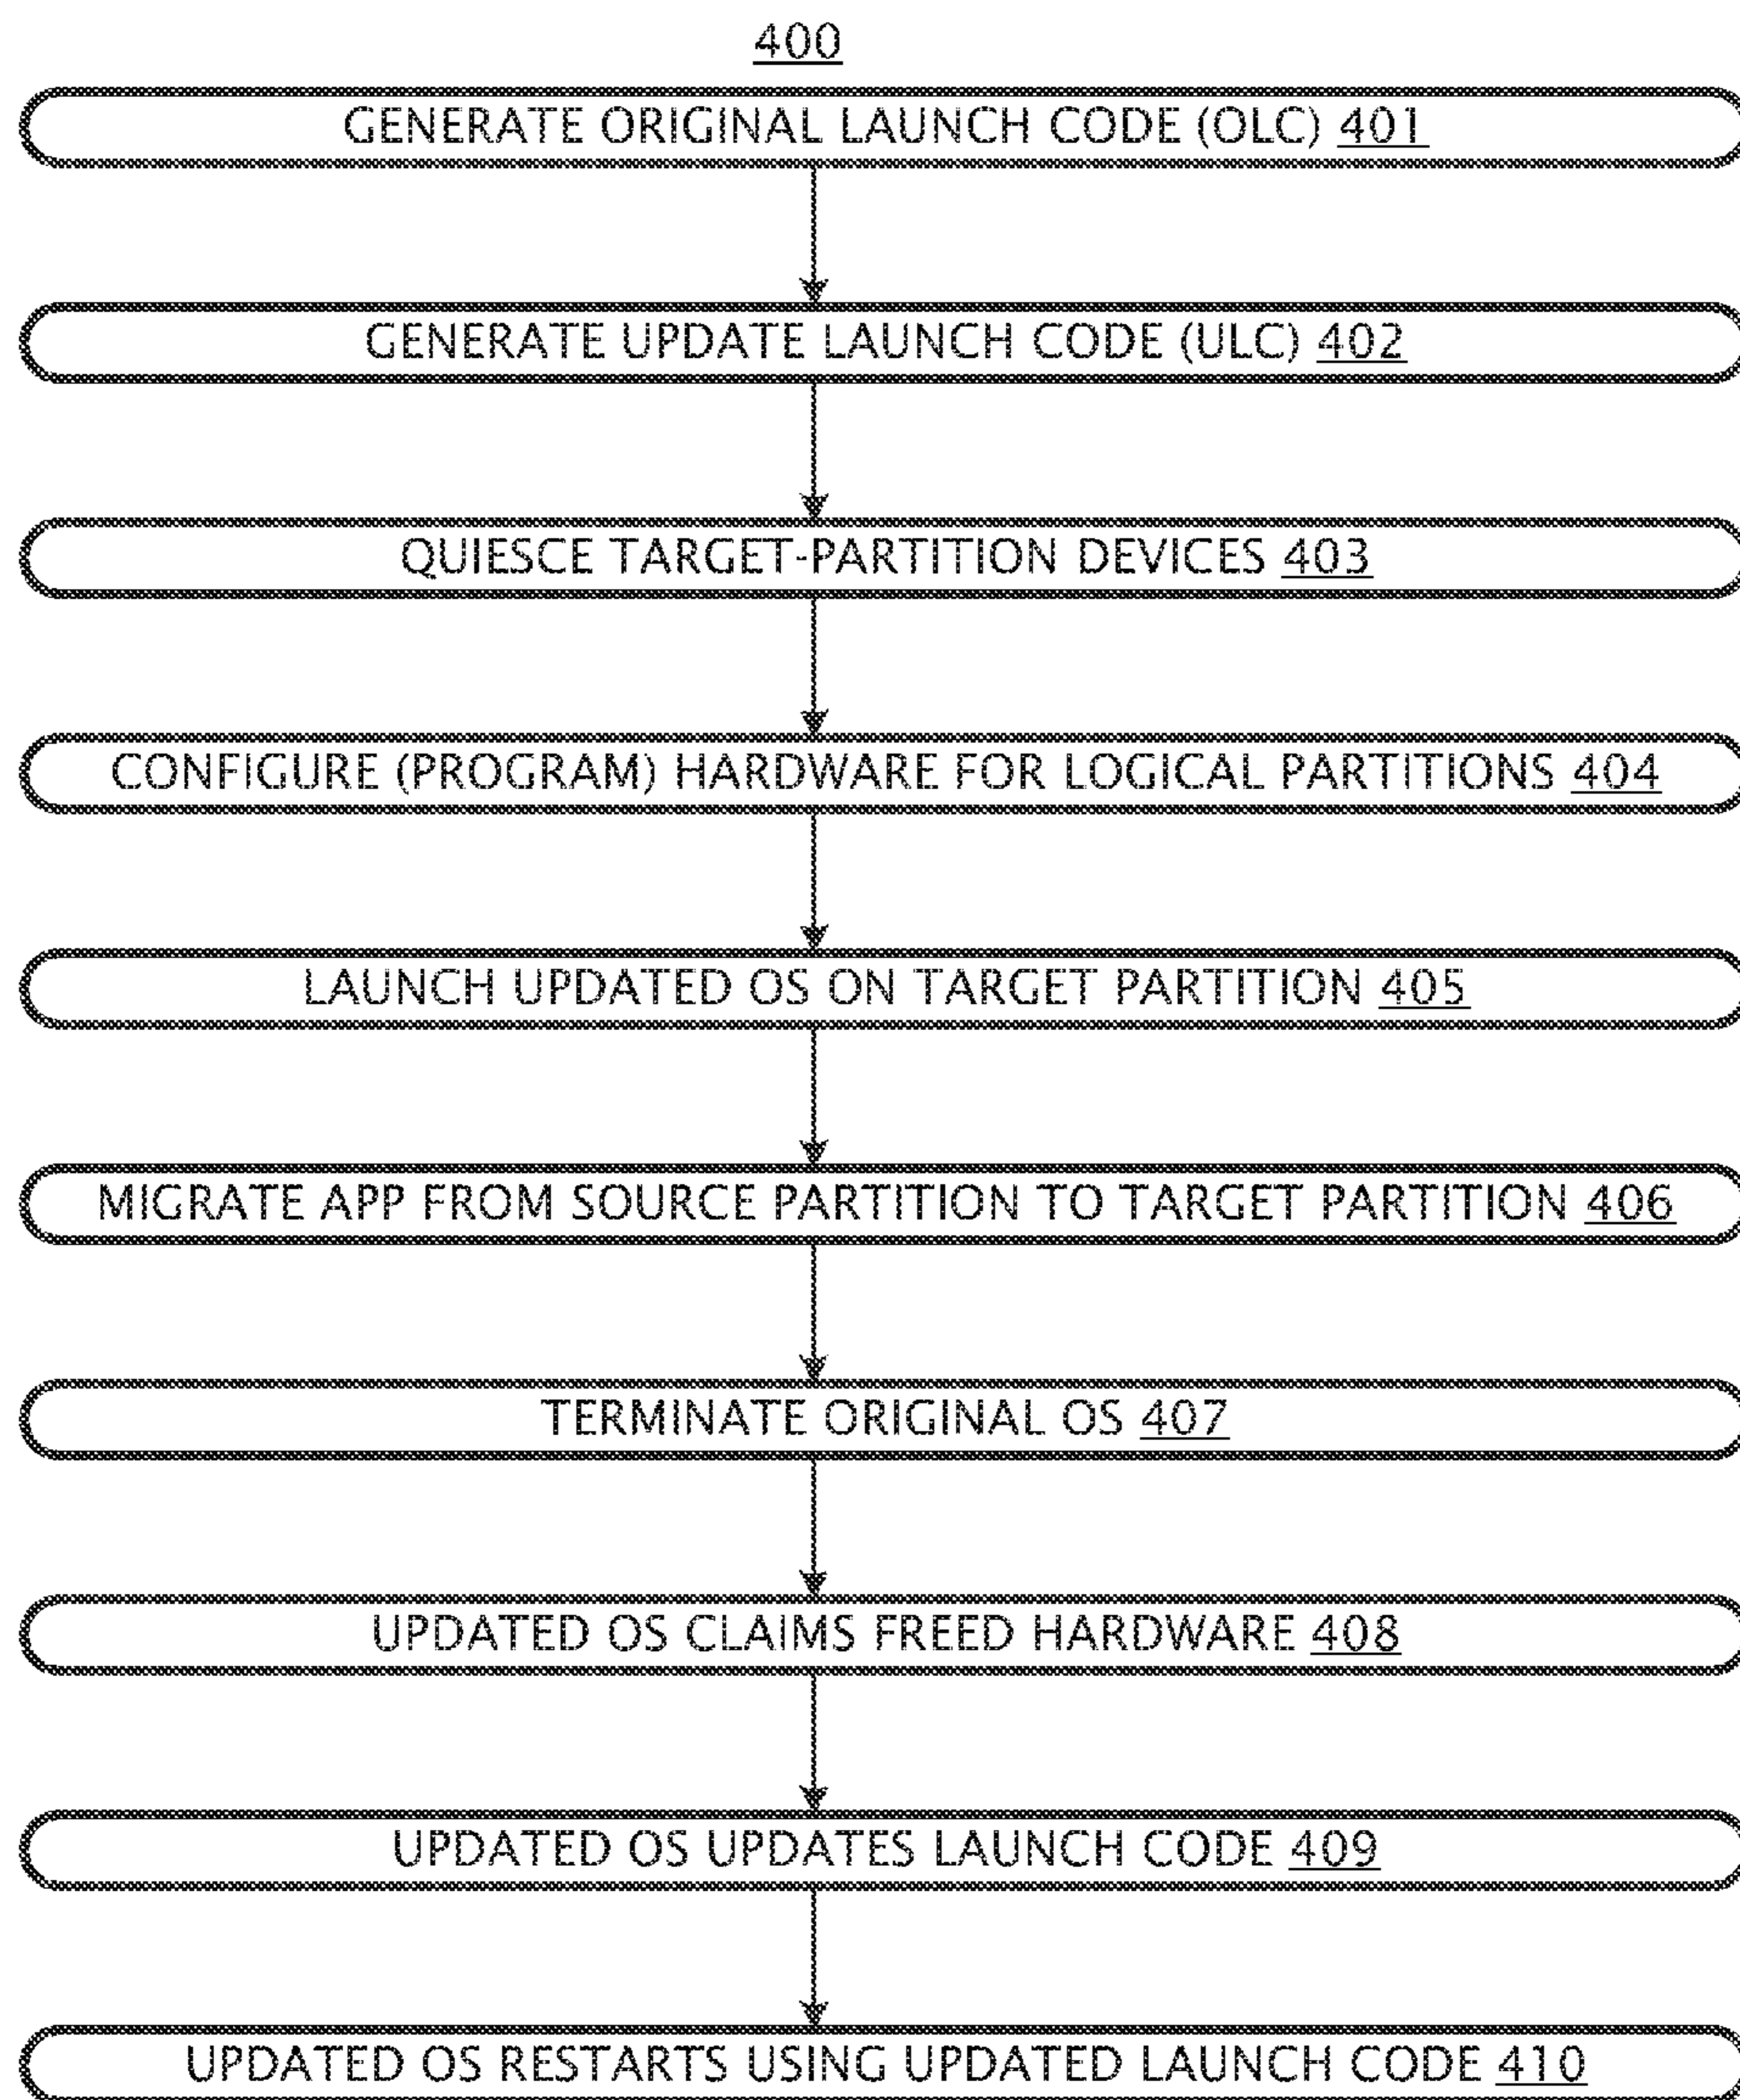 400
GENERATE ORIGINAL LAUNCH CODE (OLC) 401
GENERATE UPDATE LAUNCH CODE (ULC) 402
QUIESCE TARGET-PARTITION DEVICES 403
CONFIGURE (PROGRAM) HARDWARE FOR LOGICAL PARTITIONS 404
LAUNCH UPDATED OS ON TARGET PARTITION 405
MIGRATE APP FROM SOURCE PARTITION TO TARGET PARTITION 406
TERMINATE ORIGINAL OS 407
UPDATED OS CLAIMS FREED HARDWARE 408
UPDATED OS UPDATES LAUNCH CODE 409
UPDATED OS RESTARTS USING UPDATED LAUNCH CODE 410